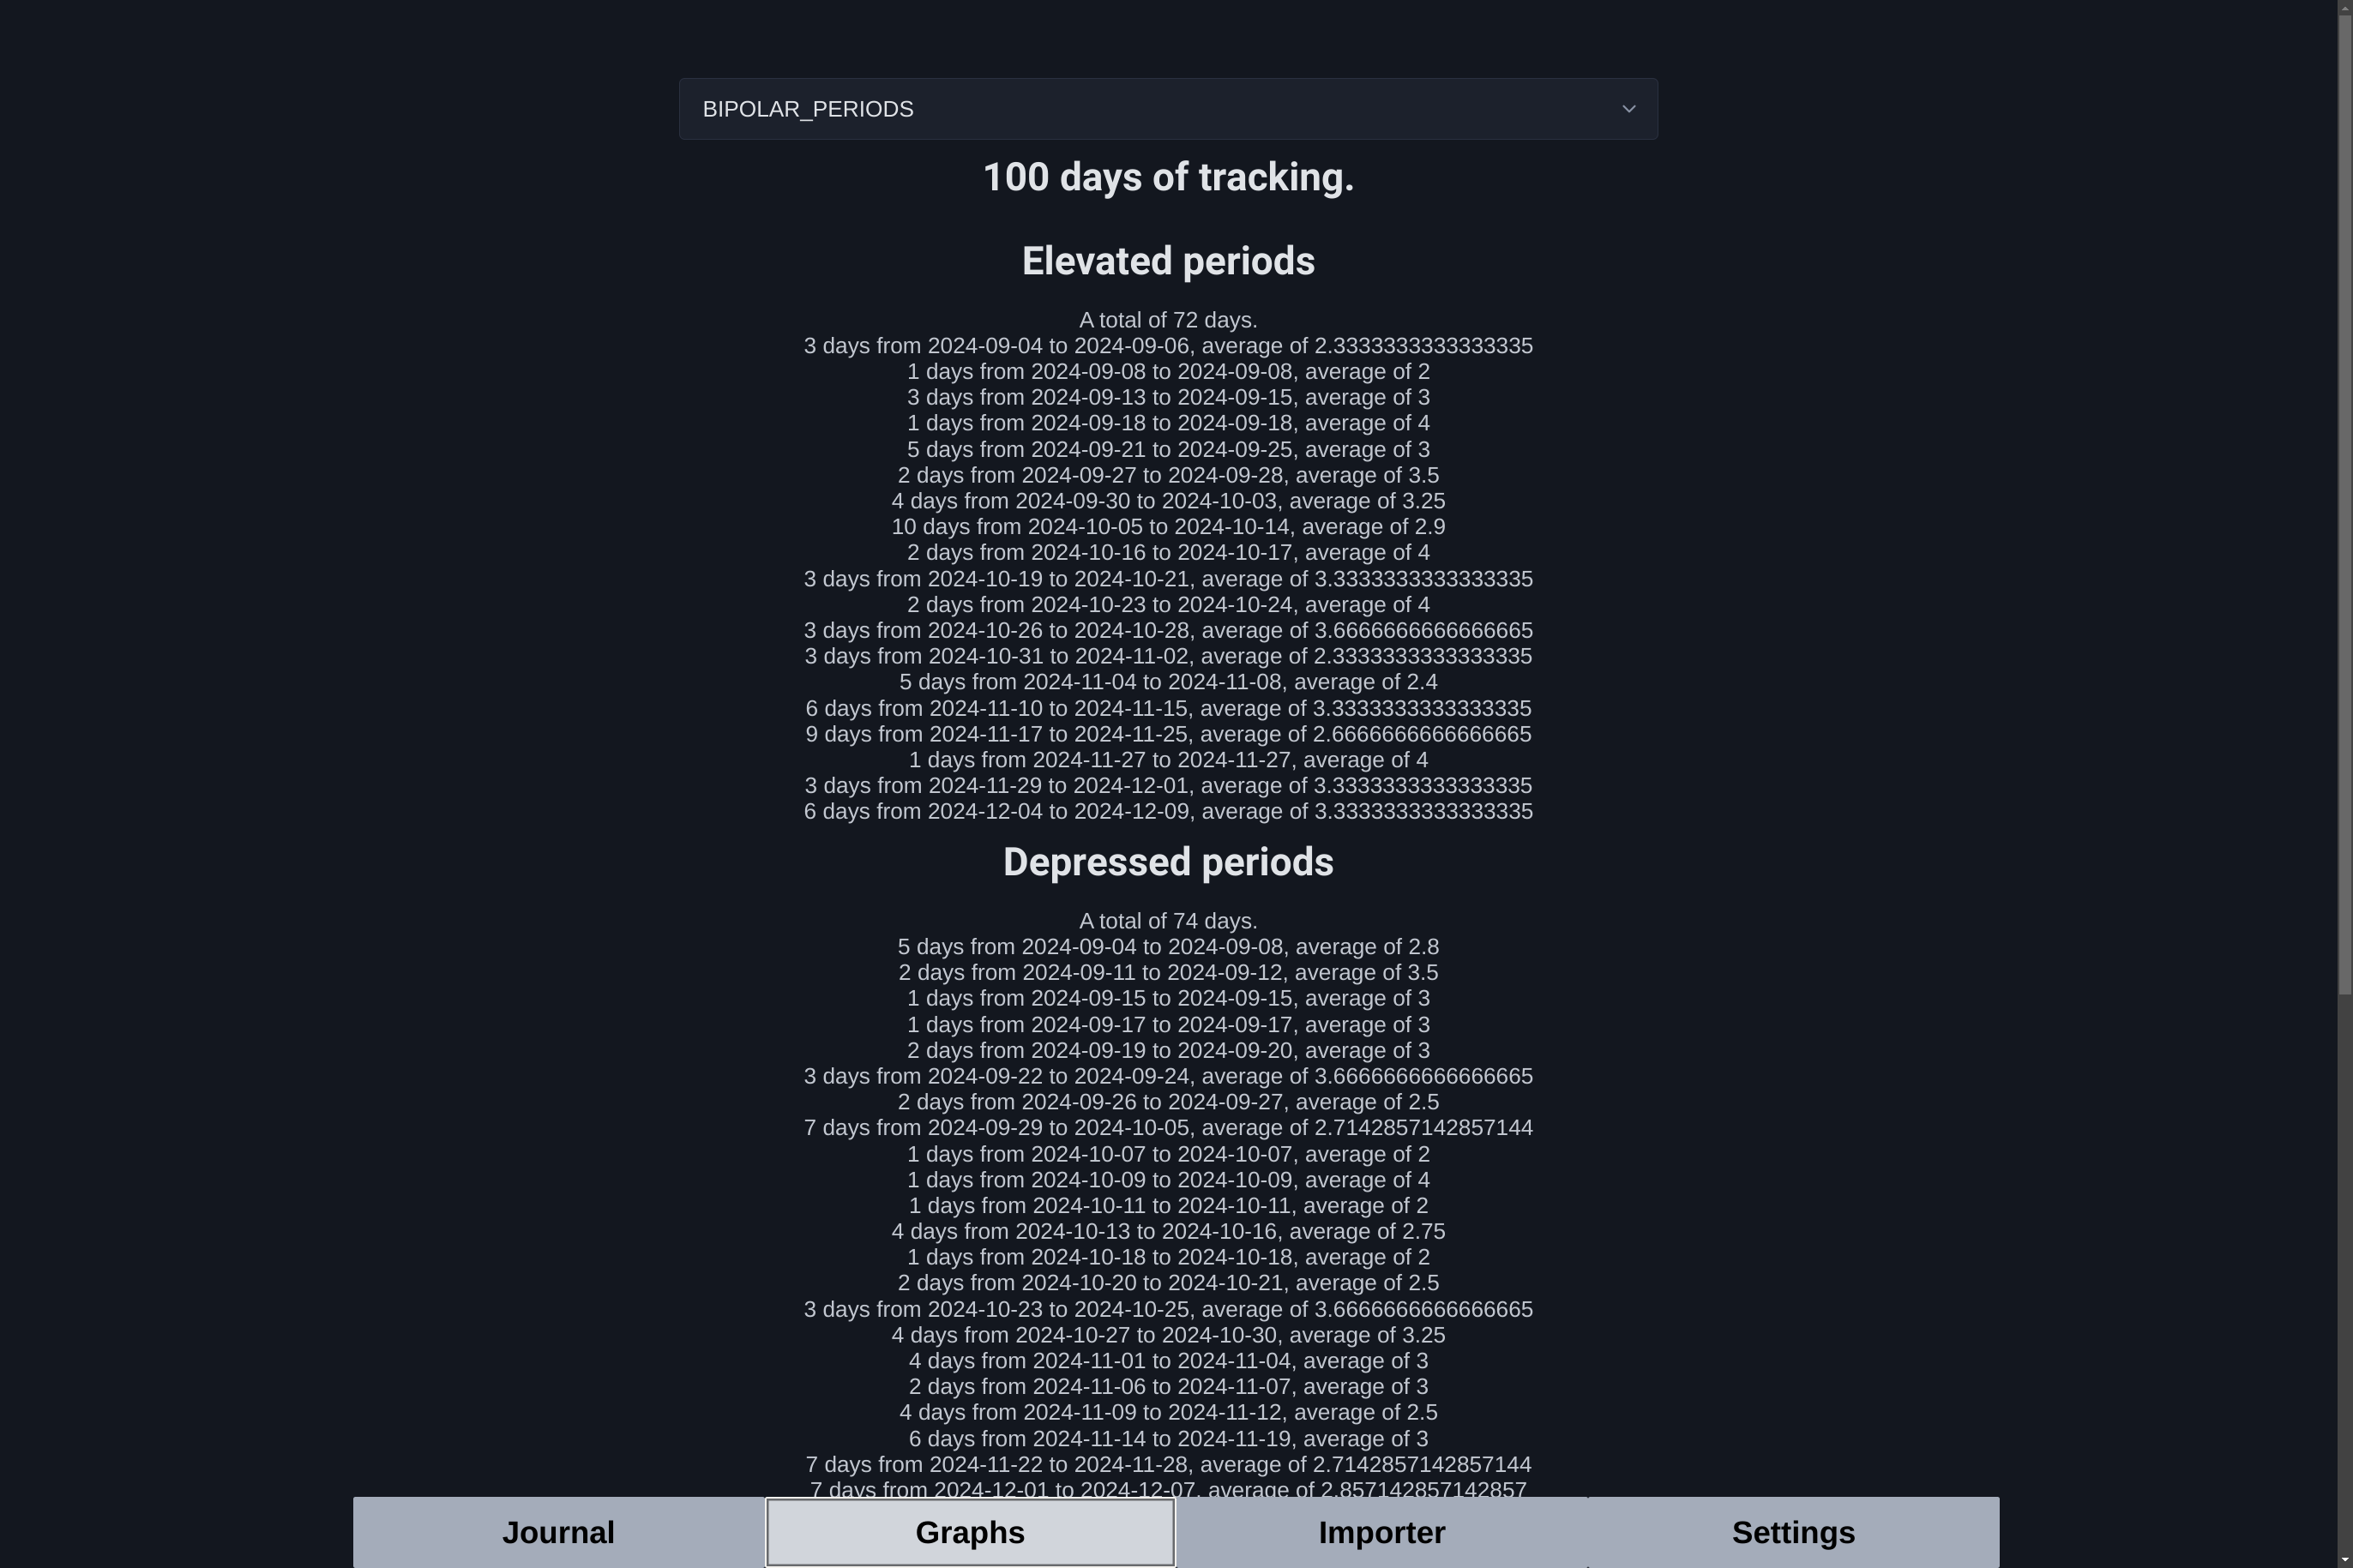 BIPOLAR_PERIODS
100 days of tracking.
Elevated periods
A total of 72 days.
3 days from 2024-09-04 to 2024-09-06, average of 2.3333333333333335
1 days from 2024-09-08 to 2024-09-08, average of 2
3 days from 2024-09-13 to 2024-09-15, average of 3
1 days from 2024-09-18 to 2024-09-18, average of 4
5 days from 2024-09-21 to 2024-09-25, average of 3
2 days from 2024-09-27 to 2024-09-28, average of 3.5
4 days from 2024-09-30 to 2024-10-03, average of 3.25
10 days from 2024-10-05 to 2024-10-14, average of 2.9
2 days from 2024-10-16 to 2024-10-17, average of 4
3 days from 2024-10-19 to 2024-10-21, average of 3.3333333333333335
2 days from 2024-10-23 to 2024-10-24, average of 4
3 days from 2024-10-26 to 2024-10-28, average of 3.6666666666666665
3 days from 2024-10-31 to 2024-11-02, average of 2.3333333333333335
5 days from 2024-11-04 to 2024-11-08, average of 2.4
6 days from 2024-11-10 to 2024-11-15, average of 3.3333333333333335
9 days from 2024-11-17 to 2024-11-25, average of 2.6666666666666665
1 days from 2024-11-27 to 2024-11-27, average of 4
3 days from 2024-11-29 to 2024-12-01, average of 3.3333333333333335
6 days from 2024-12-04 to 2024-12-09, average of 3.3333333333333335
Depressed periods
A total of 74 days.
5 days from 2024-09-04 to 2024-09-08, average of 2.8
2 days from 2024-09-11 to 2024-09-12, average of 3.5
1 days from 2024-09-15 to 2024-09-15, average of 3
1 days from 2024-09-17 to 2024-09-17, average of 3
2 days from 2024-09-19 to 2024-09-20, average of 3
3 days from 2024-09-22 to 2024-09-24, average of 3.6666666666666665
2 days from 2024-09-26 to 2024-09-27, average of 2.5
7 days from 2024-09-29 to 2024-10-05, average of 2.7142857142857144
1 days from 2024-10-07 to 2024-10-07, average of 2
1 days from 2024-10-09 to 2024-10-09, average of 4
1 days from 2024-10-11 to 2024-10-11, average of 2
4 days from 2024-10-13 to 2024-10-16, average of 2.75
1 days from 2024-10-18 to 2024-10-18, average of 2
2 days from 2024-10-20 to 2024-10-21, average of 2.5
3 days from 2024-10-23 to 2024-10-25, average of 3.6666666666666665
4 days from 2024-10-27 to 2024-10-30, average of 3.25
4 days from 2024-11-01 to 2024-11-04, average of 3
2 days from 2024-11-06 to 2024-11-07, average of 3
4 days from 2024-11-09 to 2024-11-12, average of 2.5
6 days from 2024-11-14 to 2024-11-19, average of 3
7 days from 2024-11-22 to 2024-11-28, average of 2.7142857142857144
7 days from 2024-12-01 to 2024-12-07, average of 2.857142857142857
Journal
Graphs
Importer
Settings